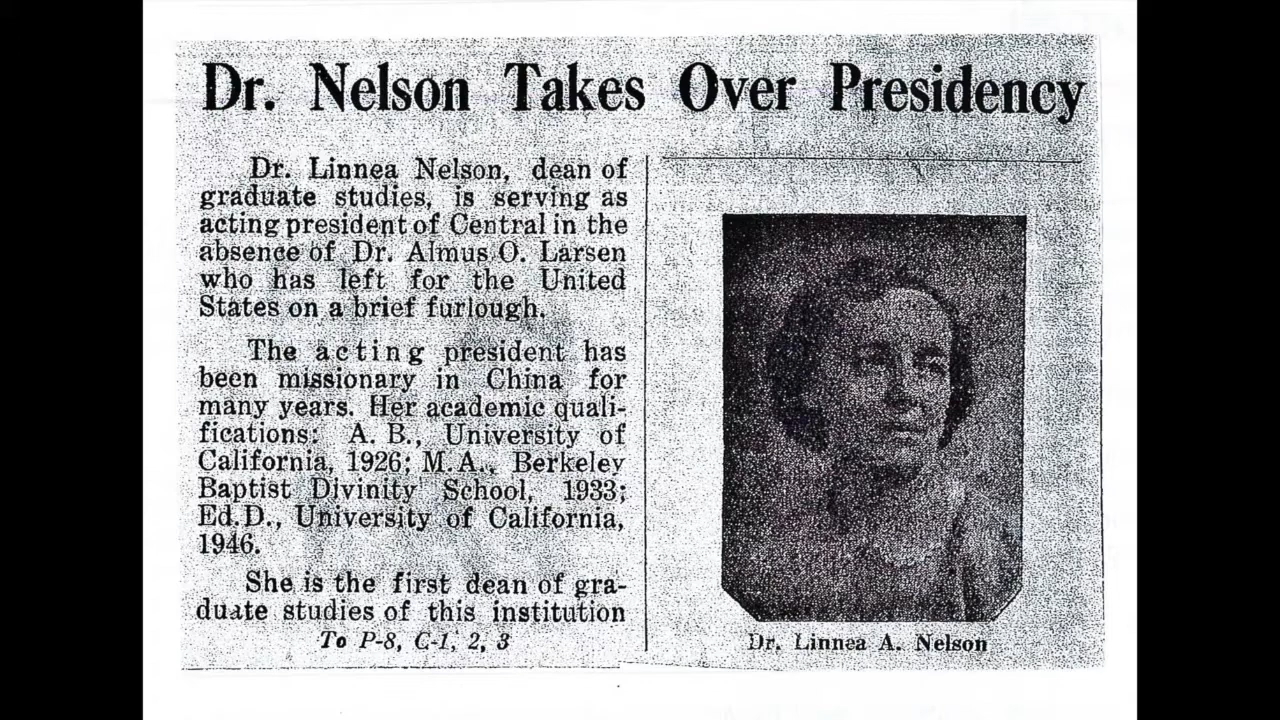 Dr. Nelson Takes Over Presidency
Dr. Linnea Nelson, dean of
graduate studies, is serving as
acting president of Central in the
absence of Dr. Almus O. Larsen
who has left for the United
States on a brief furlough.
The acting president has
been missionary in China for
many years. Her academic quali-
fications: A. B., University of
California, 1926; M.A., Berkeley
Baptist Divinity School, 1933;
Ed.D., University of California,
1946.
She is the first dean of gra-
duate studies of this institution
To P-8, C-1, 2, 3
Dr. Linnea A. Nelson